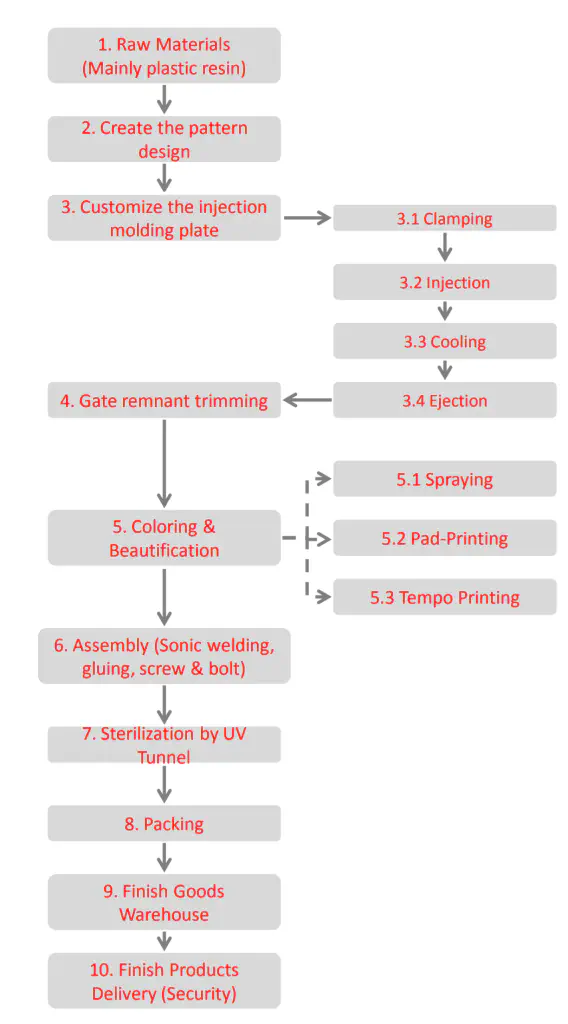 1. Raw Materials
(Mainly plastic resin)
2. Create the pattern
design
3. Customize the injection
molding plate
3.1 Clamping
3.2 Injection
3.3 Cooling
3.4 Ejection
4. Gate remnant trimming
5. Coloring &
Beautification
5.1 Spraying
5.2 Pad-Printing
5.3 Tempo Printing
6. Assembly (Sonic welding,
gluing, screw & bolt)
7. Sterilization by UV
Tunnel
8. Packing
9. Finish Goods
Warehouse
10. Finish Products
Delivery (Security)